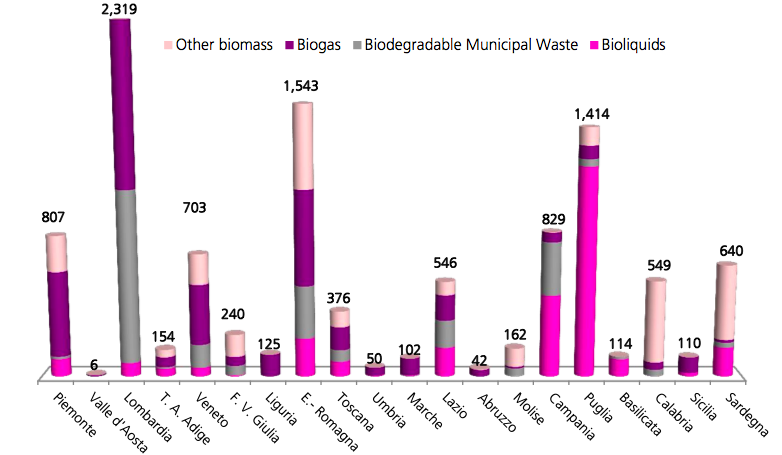 2,319
Other biomass Biogas Biodegradable Municipal Waste Bioliquids
1,543
1,414
807
703
829
640
546
549
376
240
154
125
162
6
50
102
42
114
110
Piemonte
Valle d'Aosta
Lombardia
T. A. Adige
Veneto
F. V. Giulia
Liguria
E.- Romagna
Toscana
Umbria
Marche
Lazio
Abruzzo
Molise
Campania
Puglia
Basilicata
Calabria
Sicilia
Sardegna